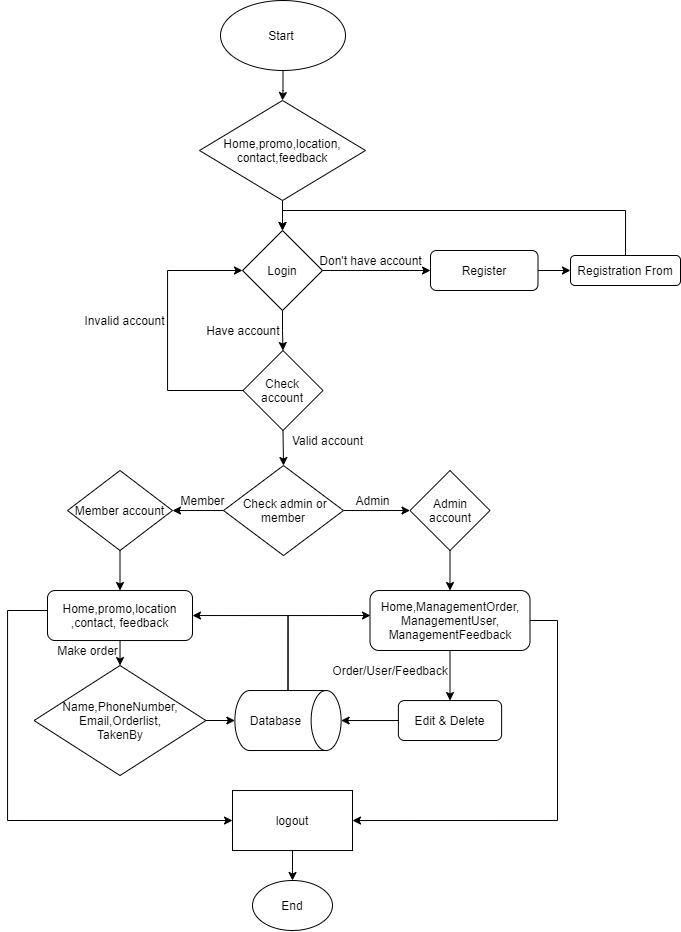 Start
Home,promo,location,
contact,feedback
Login
Don't have account
Register
Registration From
Invalid account
Have account
Check
account
Valid account
Member account
Member
Check admin or
member
Admin
Admin
account
Home,promo,location
,contact, feedback
Home,ManagementOrder,
ManagementUser,
ManagementFeedback
Make order
Order/User/Feedback
Name,PhoneNumber,
Email,Orderlist,
TakenBy
Database
Edit & Delete
logout
End